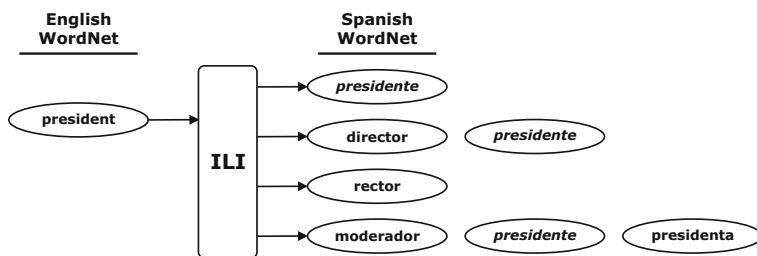 English
WordNet
Spanish
WordNet
presidente
president
director presidente
ILI
rector
moderador presidente presidenta